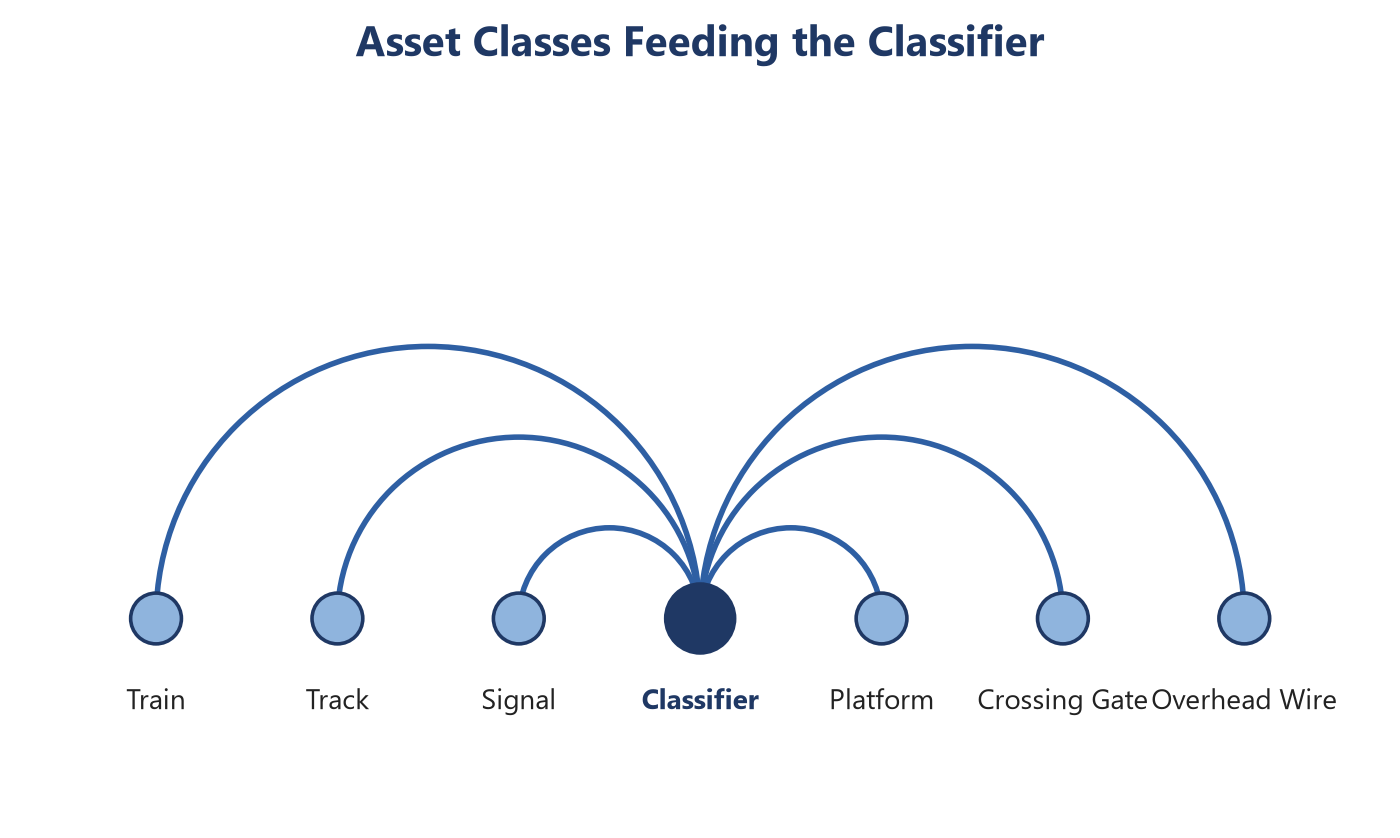 Asset Classes Feeding the Classifier
Train
Track
Signal
Classifier
Platform
Crossing Gate
Overhead Wire